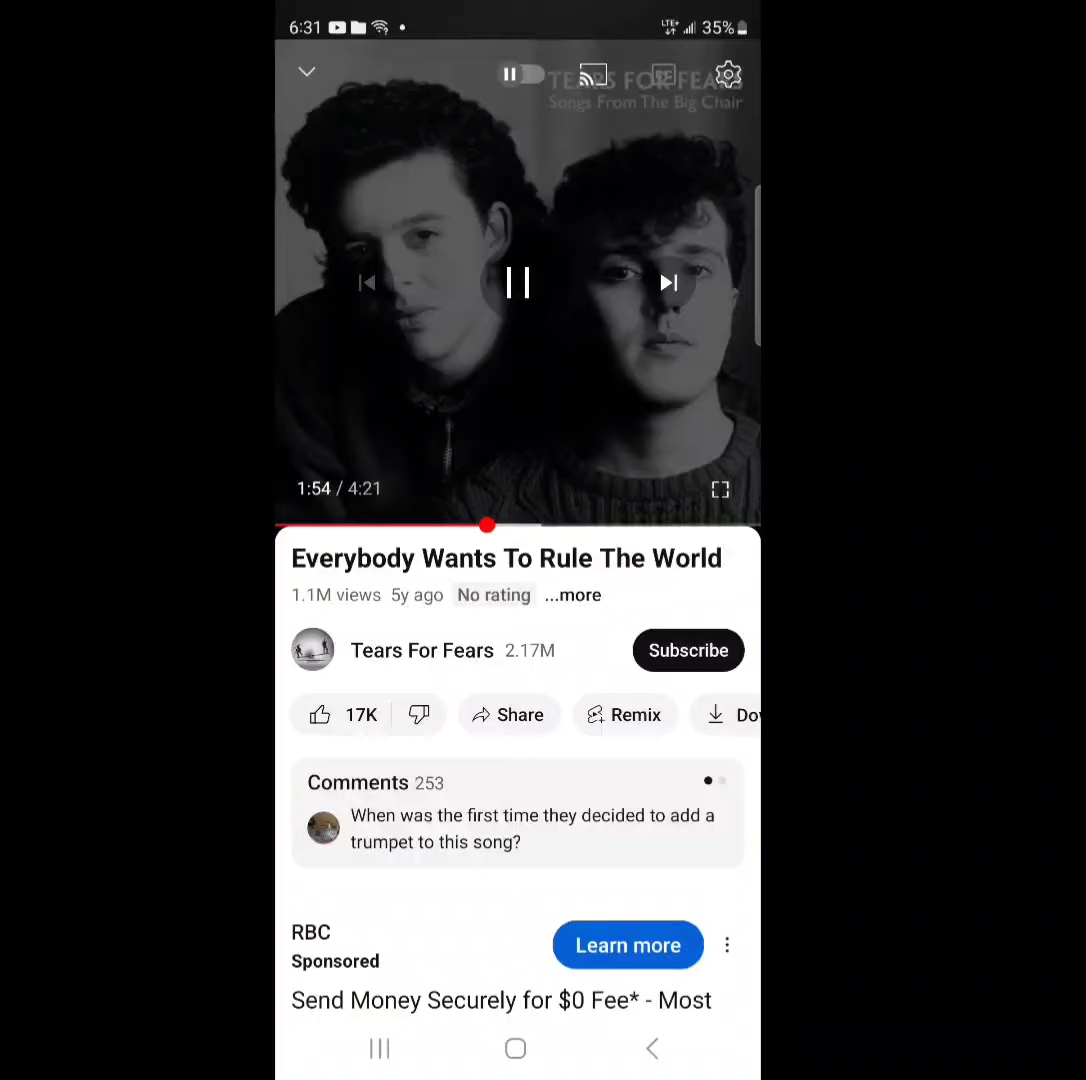 6:31
LTE+ 35%
TEARS FOR FEARS
Songs From The Big Chair
1:54 / 4:21
Everybody Wants To Rule The World
1.1M views 5y ago No rating ...more
Tears For Fears 2.17M Subscribe
17K Share Remix Dov
Comments 253
When was the first time they decided to add a
trumpet to this song?
RBC
Sponsored
Learn more
Send Money Securely for $0 Fee* - Most